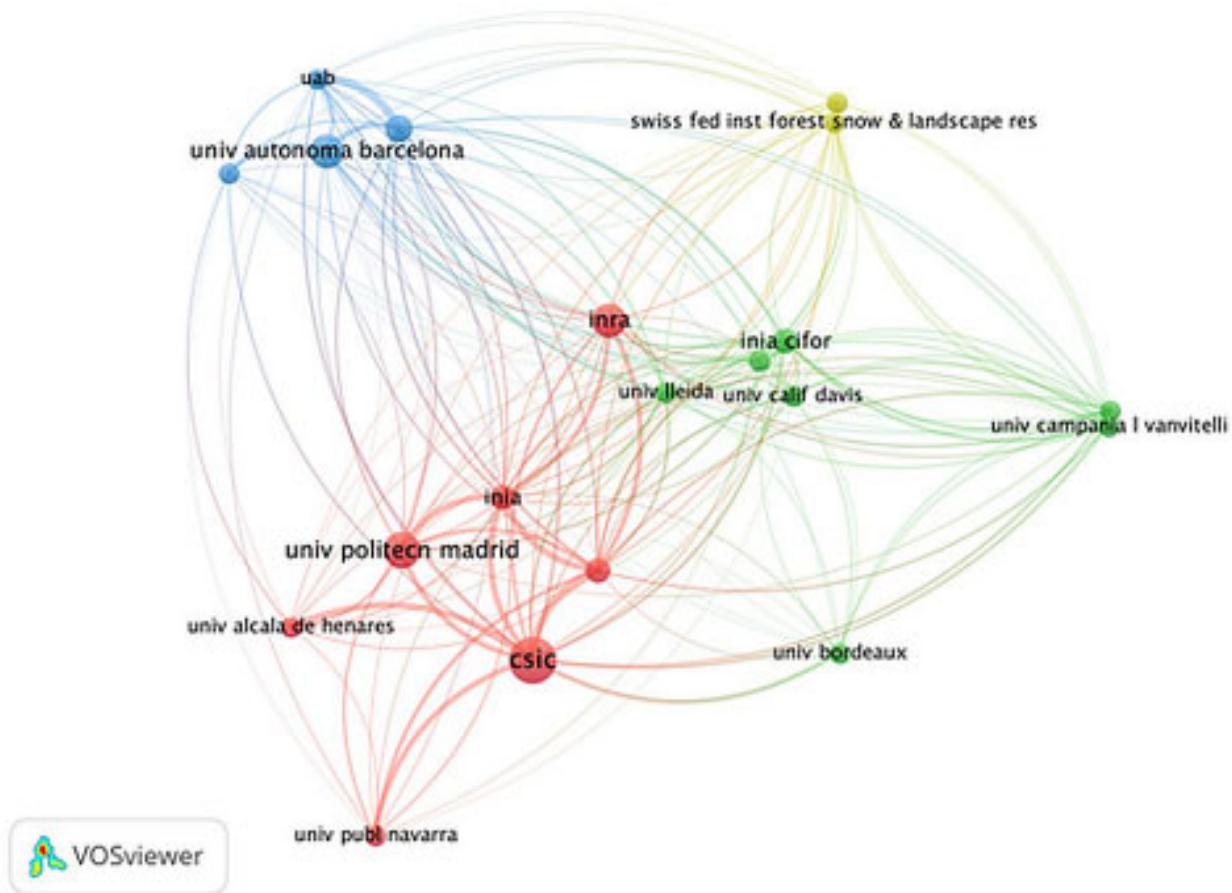 uab
swiss fed inst forest snow & landscape res
univ autonoma barcelona
inra
inia cifor
univ lleida
univ calif davis
univ campania l vanvitelli
inia
univ politecn madrid
univ alcala de henares
csic
univ bordeaux
univ publ navarra
VOSviewer